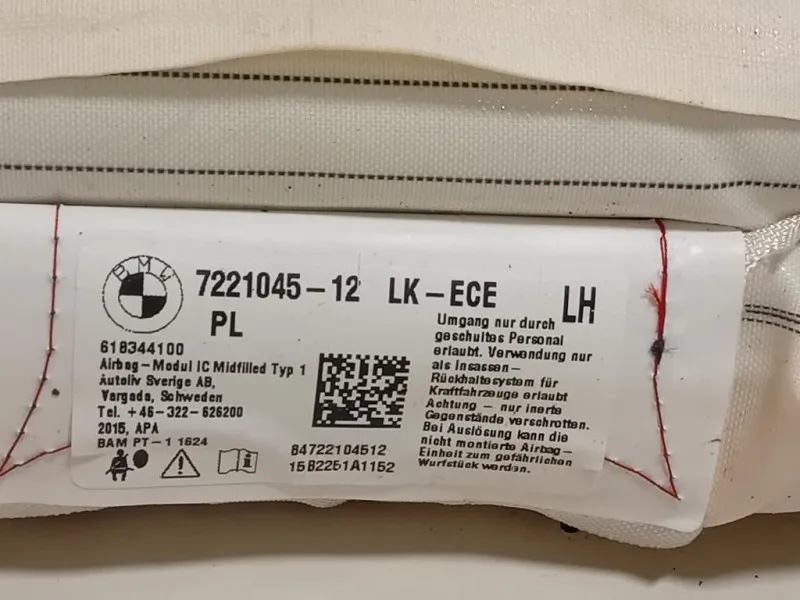 BMW
7221045-12 LK-ECE LH
PL
618344100
Airbag-Modul IC Midfilled Typ 1
Autoliv Sverige AB,
Vargada, Schweden
Tel. +46-322-626200
2015, APA
BAM PT-1 1624
84722104512
15B2251A1152
Umgang nur durch
geschultes Personal
erlaubt. Verwendung nur
als Insassen-
Rückhaltesystem für
Kraftfahrzeuge erlaubt
Achtung - nur inerte
Gegenstände verschrotten.
Bei Auslösung kann die
nicht montierte Airbag-
Einheit zum gefährlichen
Wurfstück werden.